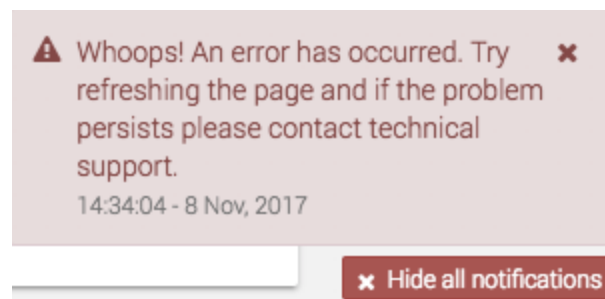 Whoops! An error has occurred. Try
refreshing the page and if the problem
persists please contact technical
support.
14:34:04 - 8 Nov, 2017
Hide all notifications